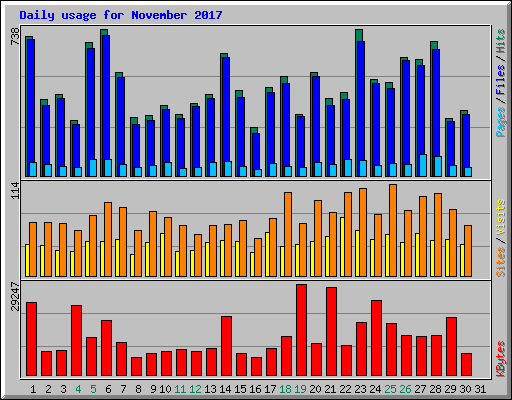 Daily usage for November 2017
738
Pages / Files / Hits
114
Sites / Visits
29247
KBytes
1 2 3 4 5 6 7 8 9 10 11 12 13 14 15 16 17 18 19 20 21 22 23 24 25 26 27 28 29 30 31